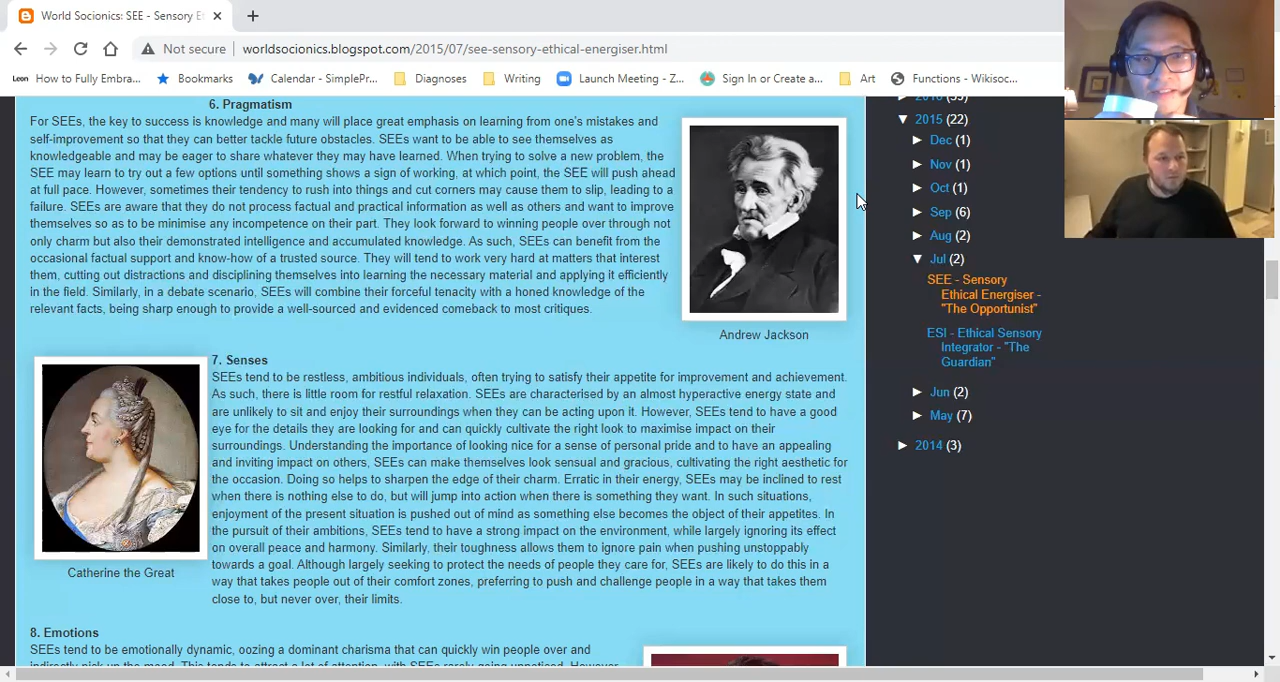 World Socionics: SEE - Sensory E
Not secure
worldsocionics.blogspot.com/2015/07/see-sensory-ethical-energiser.html
Leon How to Fully Embra... Bookmarks Calendar - SimplePr... Diagnoses Writing Launch Meeting - Z... Sign In or Create a... Art Functions - Wikisoc...
6. Pragmatism
For SEEs, the key to success is knowledge and many will place great emphasis on learning from one's mistakes and
self-improvement so that they can better tackle future obstacles. SEEs want to be able to see themselves as
knowledgeable and may be eager to share whatever they may have learned. When trying to solve a new problem, the
SEE may learn to try out a few options until something shows a sign of working, at which point, the SEE will push ahead
at full pace. However, sometimes their tendency to rush into things and cut corners may cause them to slip, leading to a
failure. SEEs are aware that they do not process factual and practical information as well as others and want to improve
themselves so as to be minimise any incompetence on their part. They look forward to winning people over through not
only charm but also their demonstrated intelligence and accumulated knowledge. As such, SEEs can benefit from the
occasional factual support and know-how of a trusted source. They will tend to work very hard at matters that interest
them, cutting out distractions and disciplining themselves into learning the necessary material and applying it efficiently
in the field. Similarly, in a debate scenario, SEEs will combine their forceful tenacity with a honed knowledge of the
relevant facts, being sharp enough to provide a well-sourced and evidenced comeback to most critiques.
Andrew Jackson
7. Senses
SEEs tend to be restless, ambitious individuals, often trying to satisfy their appetite for improvement and achievement.
As such, there is little room for restful relaxation. SEEs are characterised by an almost hyperactive energy state and
are unlikely to sit and enjoy their surroundings when they can be acting upon it. However, SEEs tend to have a good
eye for the details they are looking for and can quickly cultivate the right look to maximise impact on their
surroundings. Understanding the importance of looking nice for a sense of personal pride and to have an appealing
and inviting impact on others, SEEs can make themselves look sensual and gracious, cultivating the right aesthetic for
the occasion. Doing so helps to sharpen the edge of their charm. Erratic in their energy, SEEs may be inclined to rest
when there is nothing else to do, but will jump into action when there is something they want. In such situations,
enjoyment of the present situation is pushed out of mind as something else becomes the object of their appetites. In
the pursuit of their ambitions, SEEs tend to have a strong impact on the environment, while largely ignoring its effect
on overall peace and harmony. Similarly, their toughness allows them to ignore pain when pushing unstoppably
towards a goal. Although largely seeking to protect the needs of people they care for, SEEs are likely to do this in a
way that takes people out of their comfort zones, preferring to push and challenge people in a way that takes them
close to, but never over, their limits.
Catherine the Great
8. Emotions
SEEs tend to be emotionally dynamic, oozing a dominant charisma that can quickly win people over and
indirectly pick up the mood. This tends to attract a lot of attention, with SEEs rarely going unnoticed. However
2015 (22)
Dec (1)
Nov (1)
Oct (1)
Sep (6)
Aug (2)
Jul (2)
SEE - Sensory
Ethical Energiser -
"The Opportunist"
ESI - Ethical Sensory
Integrator - "The
Guardian"
Jun (2)
May (7)
2014 (3)